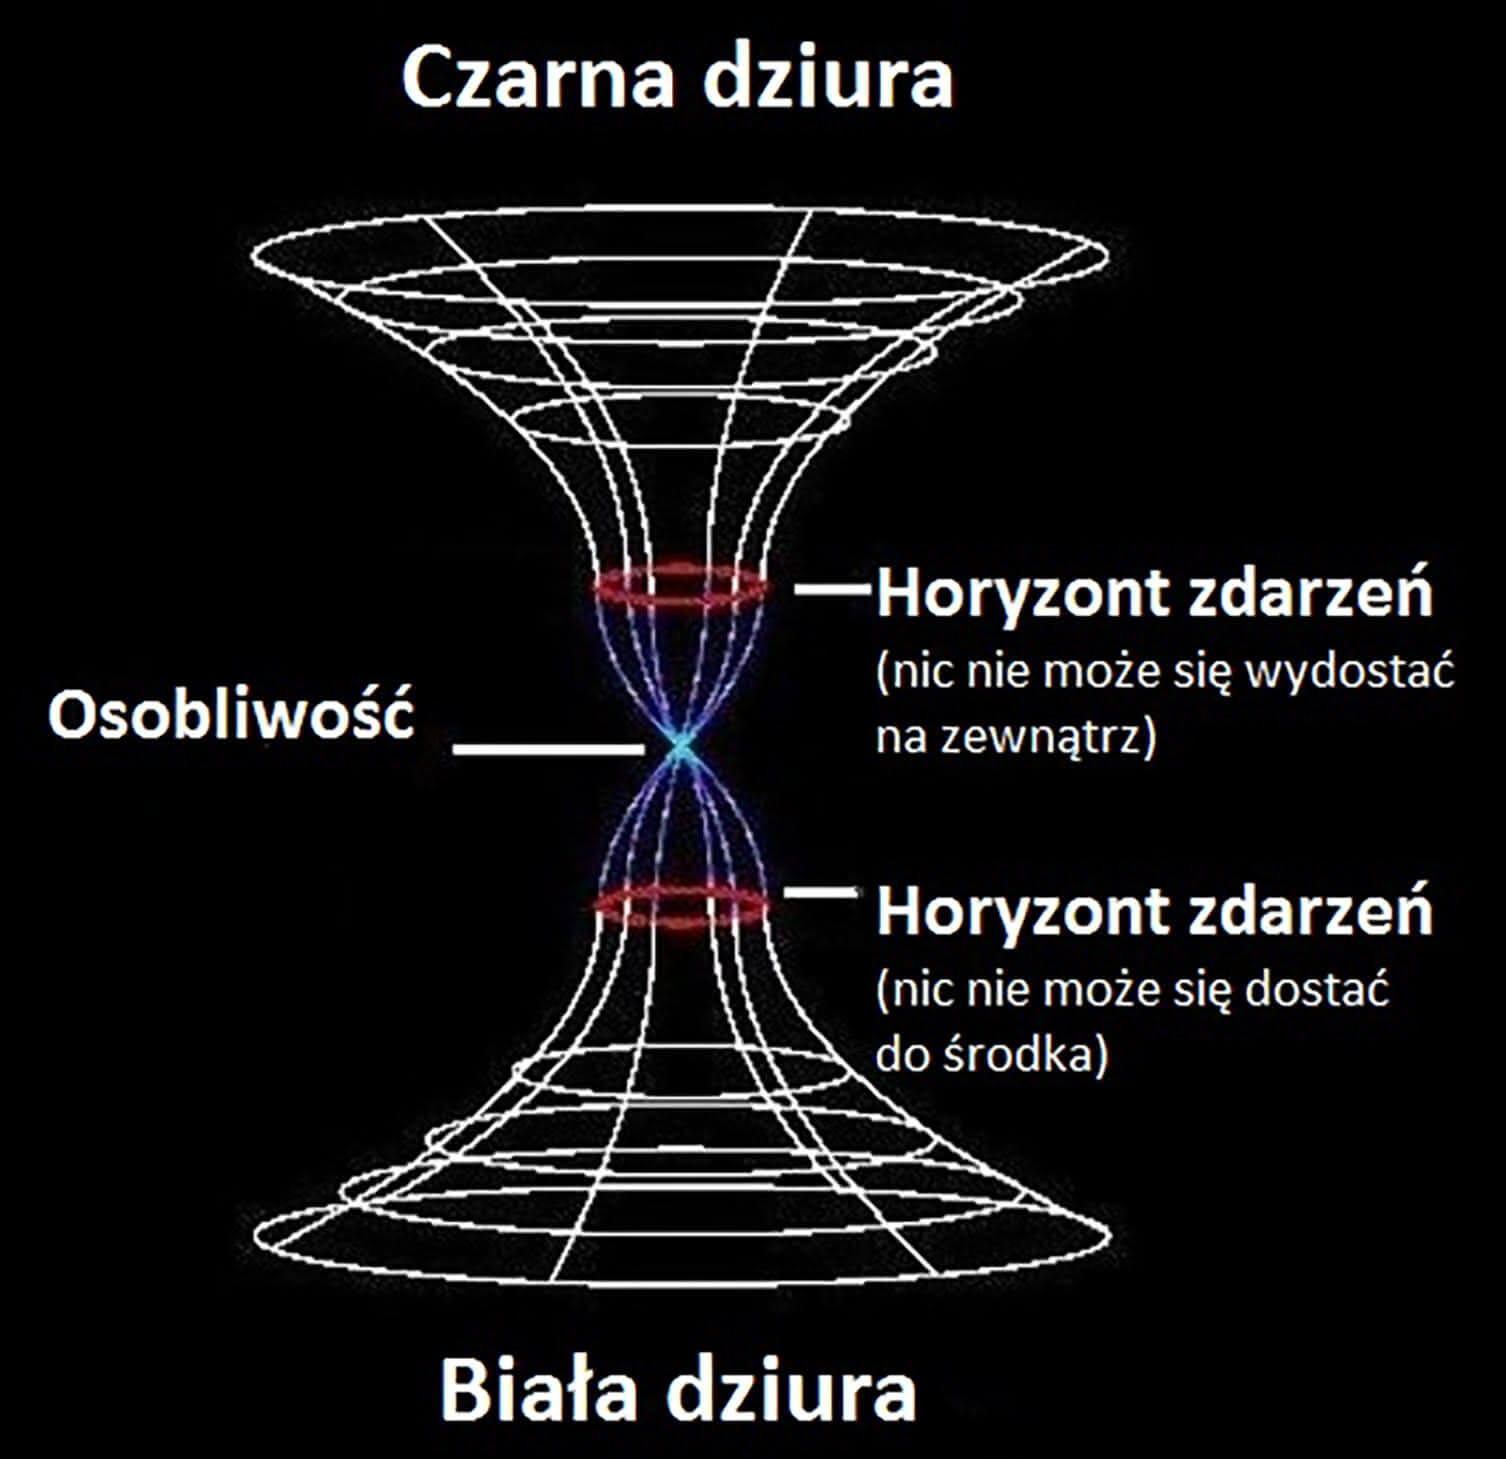 Czarna dziura
Horyzont zdarzeń
(nic nie może się wydostać
na zewnątrz)
Osobliwość
Horyzont zdarzeń
(nic nie może się dostać
do środka)
Biała dziura